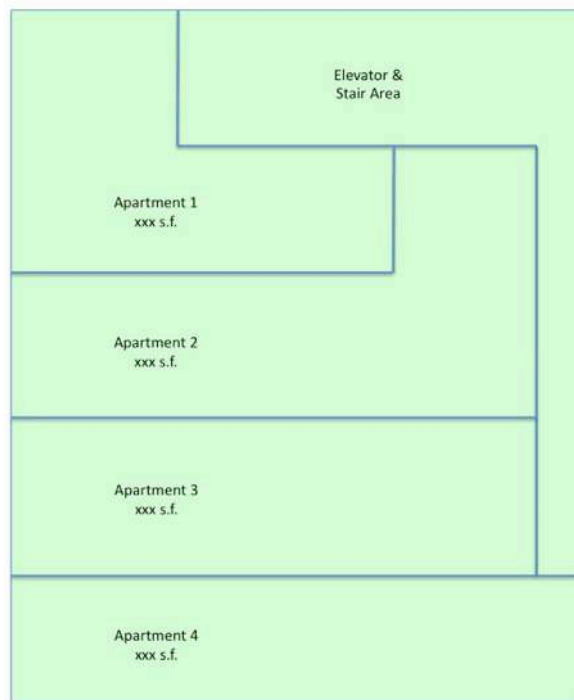 Elevator &
Stair Area
Apartment 1
xxx s.f.
Apartment 2
xxx s.f.
Apartment 3
xxx s.f.
Apartment 4
xxx s.f.